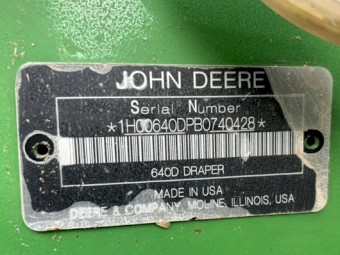 JOHN DEERE
Serial Number
*1H00640DPB0740428*
640D DRAPER
MADE IN USA
DEERE & COMPANY, MOLINE, ILLINOIS, USA